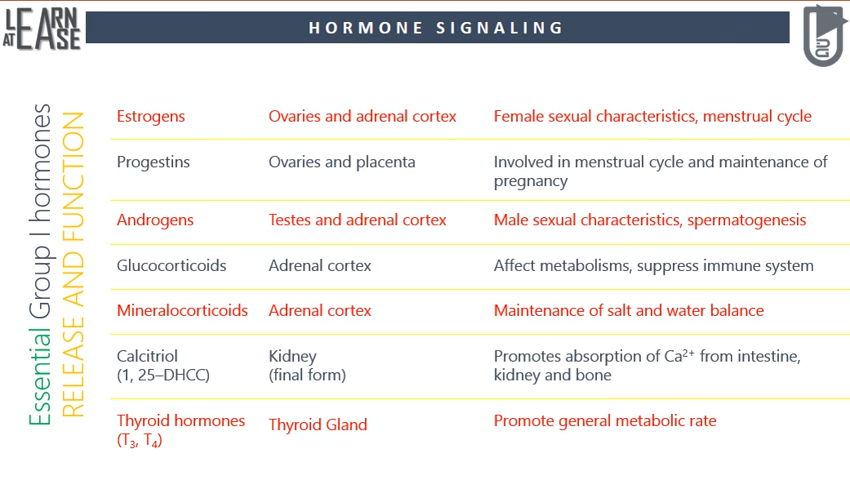 LEARN
AT EASE
HORMONE SIGNALING
Essential Group I hormones
RELEASE AND FUNCTION
Estrogens Ovaries and adrenal cortex Female sexual characteristics, menstrual cycle
Progestins Ovaries and placenta Involved in menstrual cycle and maintenance of
pregnancy
Androgens Testes and adrenal cortex Male sexual characteristics, spermatogenesis
Glucocorticoids Adrenal cortex Affect metabolisms, suppress immune system
Mineralocorticoids Adrenal cortex Maintenance of salt and water balance
Calcitriol Kidney Promotes absorption of Ca²⁺ from intestine,
(1, 25–DHCC) (final form) kidney and bone
Thyroid hormones Thyroid Gland Promote general metabolic rate
(T₃, T₄)